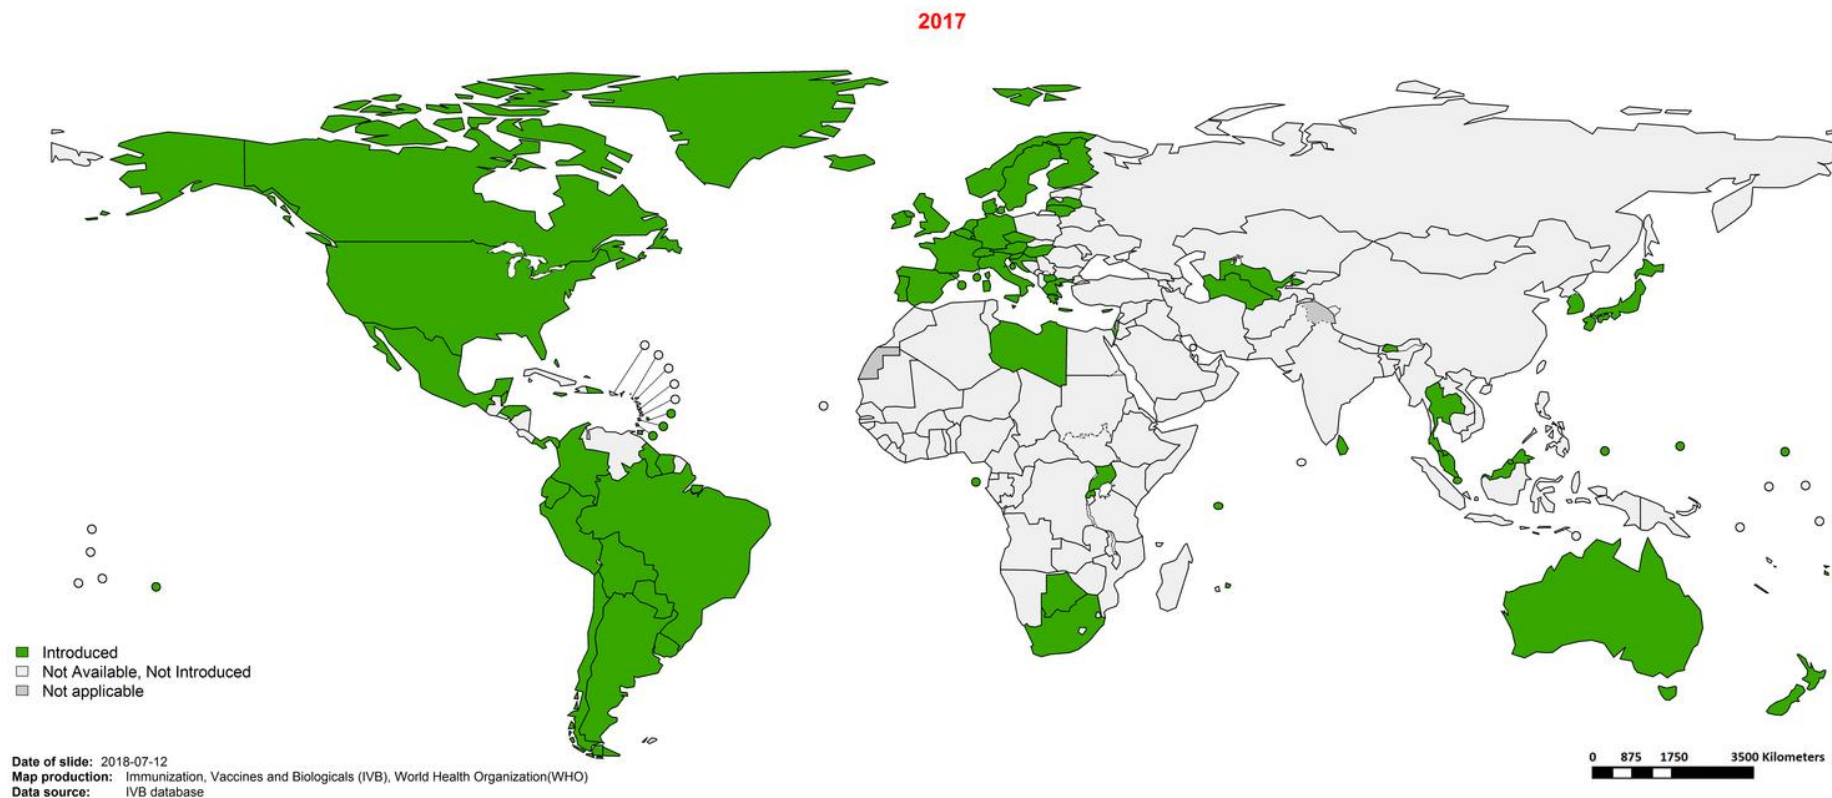 2017
Introduced
Not Available, Not Introduced
Not applicable
Date of slide: 2018-07-12
Map production: Immunization, Vaccines and Biologicals (IVB), World Health Organization(WHO)
Data source: IVB database
0 875 1750 3500 Kilometers